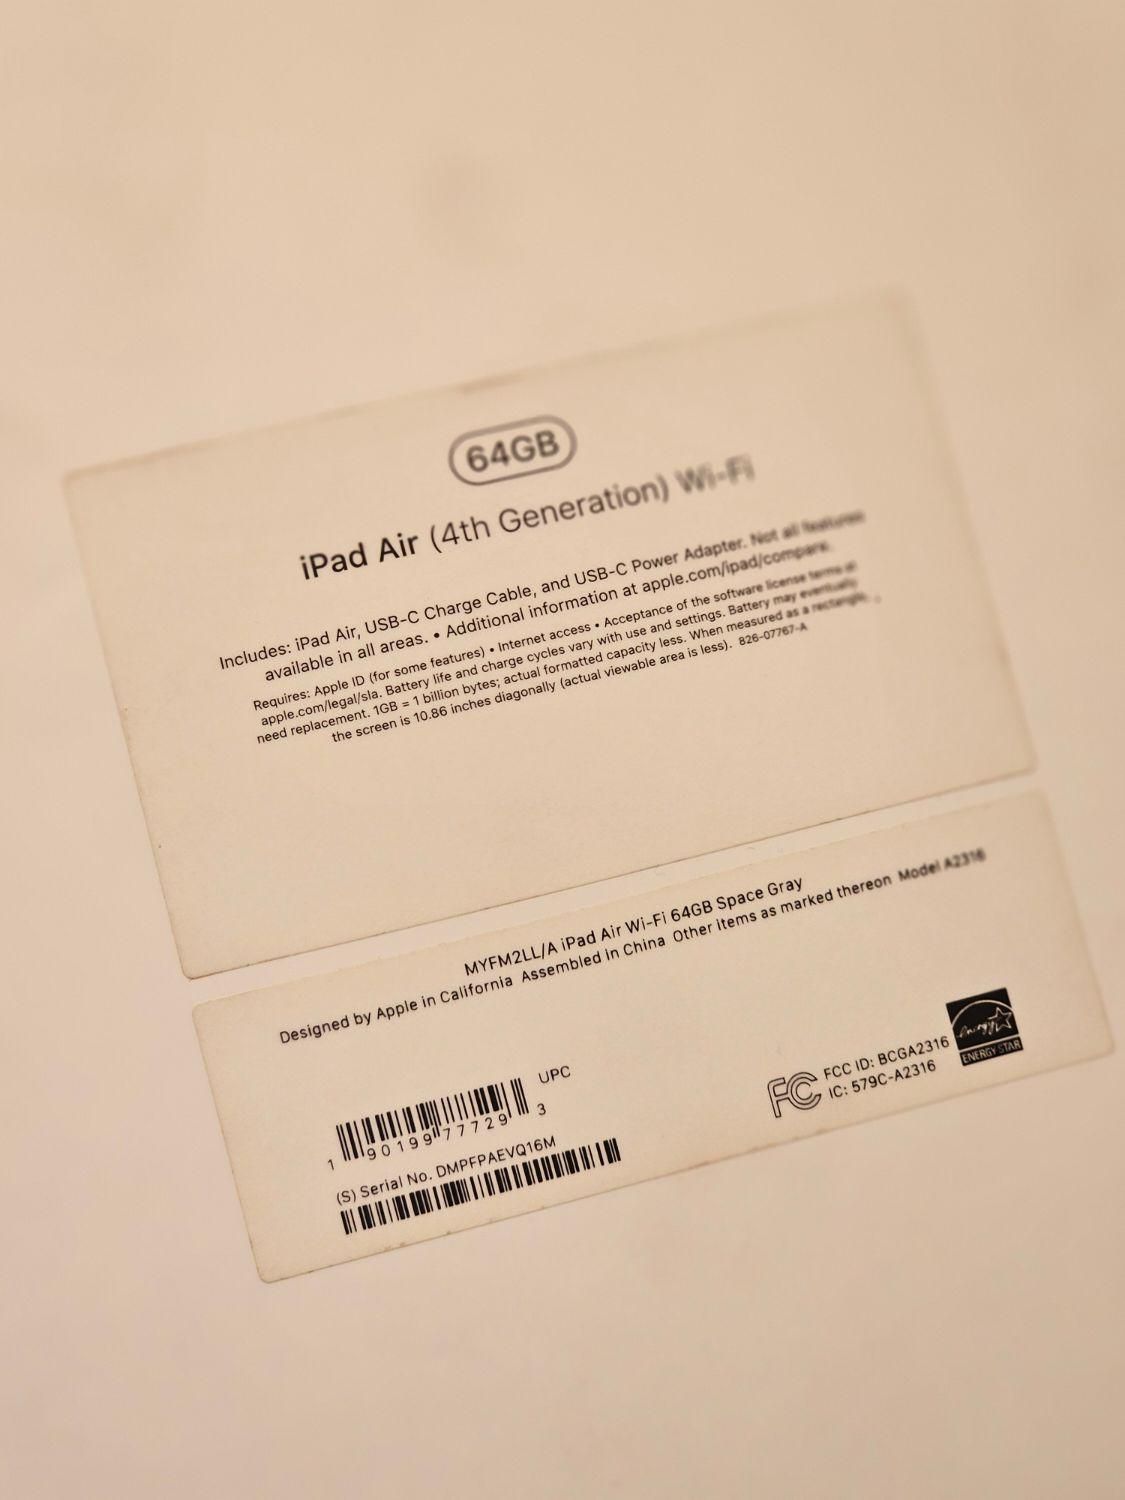 64GB
iPad Air (4th Generation) Wi-Fi
Includes: iPad Air, USB-C Charge Cable, and USB-C Power Adapter. Not all features
available in all areas. • Additional information at apple.com/ipad/compare.
Requires: Apple ID (for some features) • Internet access • Acceptance of the software license terms at
apple.com/legal/sla. Battery life and charge cycles vary with use and settings. Battery may eventually
need replacement. 1GB = 1 billion bytes; actual formatted capacity less. When measured as a rectangle,
the screen is 10.86 inches diagonally (actual viewable area is less). 826-07767-A
MYFM2LL/A iPad Air Wi-Fi 64GB Space Gray
Designed by Apple in California Assembled in China Other items as marked thereon Model A2316
UPC
1 90199 77729 3
(S) Serial No. DMPFPAEVQ16M
FC FCC ID: BCGA2316
IC: 579C-A2316
energy
ENERGY STAR